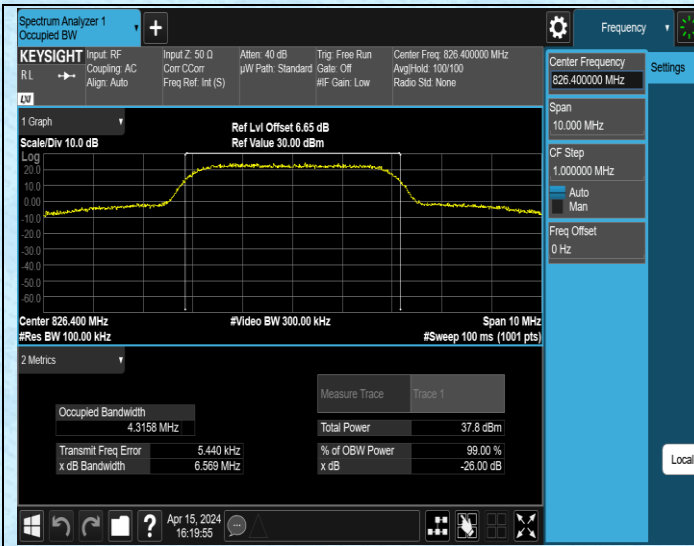 Spectrum Analyzer 1
Occupied BW
+
Frequency
KEYSIGHT
RL
LXI
Input: RF
Coupling: AC
Align: Auto
Input Z: 50 Ω
Corr CCorr
Freq Ref: Int (S)
Atten: 40 dB
µW Path: Standard
Trig: Free Run
Gate: Off
#IF Gain: Low
Center Freq: 826.400000 MHz
Avg|Hold: 100/100
Radio Std: None
Center Frequency
826.400000 MHz
Settings
Span
10.000 MHz
CF Step
1.000000 MHz
Auto
Man
Freq Offset
0 Hz
1 Graph
Scale/Div 10.0 dB
Ref Lvl Offset 6.65 dB
Ref Value 30.00 dBm
Log
20.0
10.0
0.00
-10.0
-20.0
-30.0
-40.0
-50.0
-60.0
Center 826.400 MHz
#Res BW 100.00 kHz
#Video BW 300.00 kHz
Span 10 MHz
#Sweep 100 ms (1001 pts)
2 Metrics
Measure Trace
Trace 1
Occupied Bandwidth
4.3158 MHz
Total Power
37.8 dBm
Transmit Freq Error
5.440 kHz
% of OBW Power
99.00 %
x dB Bandwidth
6.569 MHz
x dB
-26.00 dB
Local
?
Apr 15, 2024
16:19:55